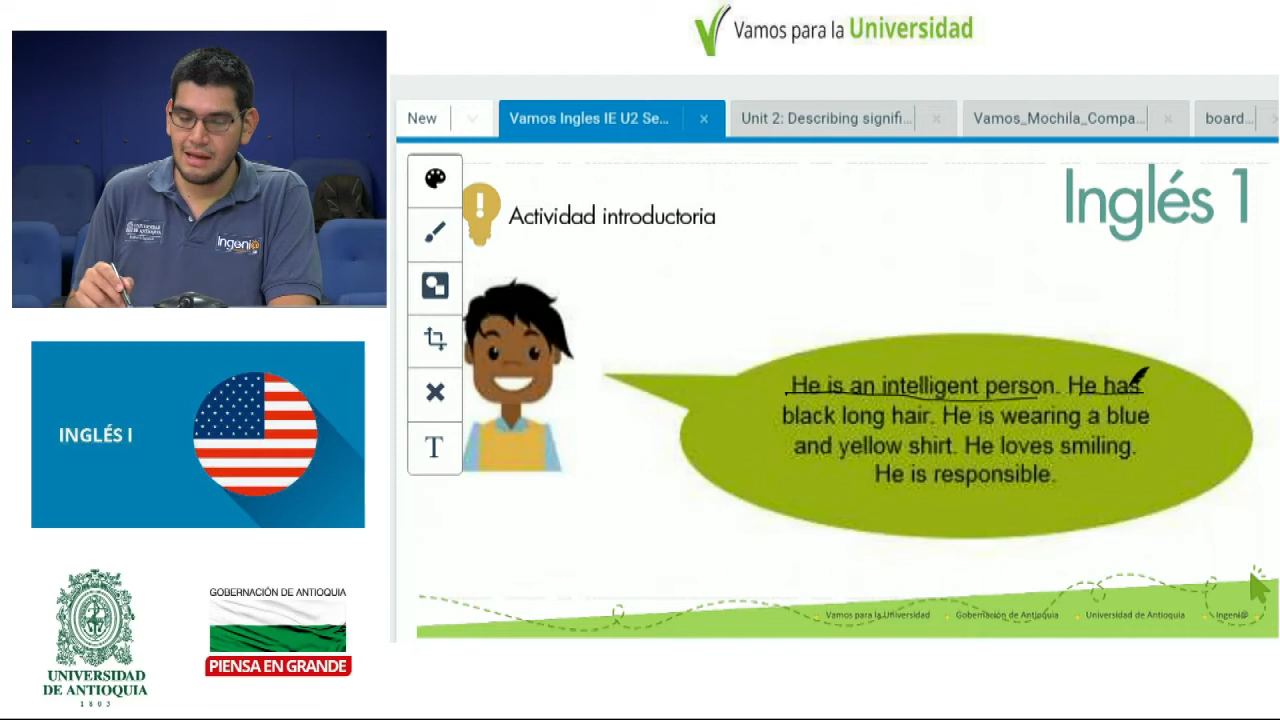 Vamos para la Universidad
New
Vamos Ingles IE U2 Se...
Unit 2: Describing signifi...
Vamos_Mochila_Compa...
board...
Inglés 1
Actividad introductoria
He is an intelligent person. He has
black long hair. He is wearing a blue
and yellow shirt. He loves smiling.
He is responsible.
T
Ingeni@
INGLÉS I
Vamos para la Universidad
Gobernación de Antioquia
Universidad de Antioquia
Ingeni@
UNIVERSIDAD
DE ANTIOQUIA
1803
GOBERNACIÓN DE ANTIOQUIA
PIENSA EN GRANDE